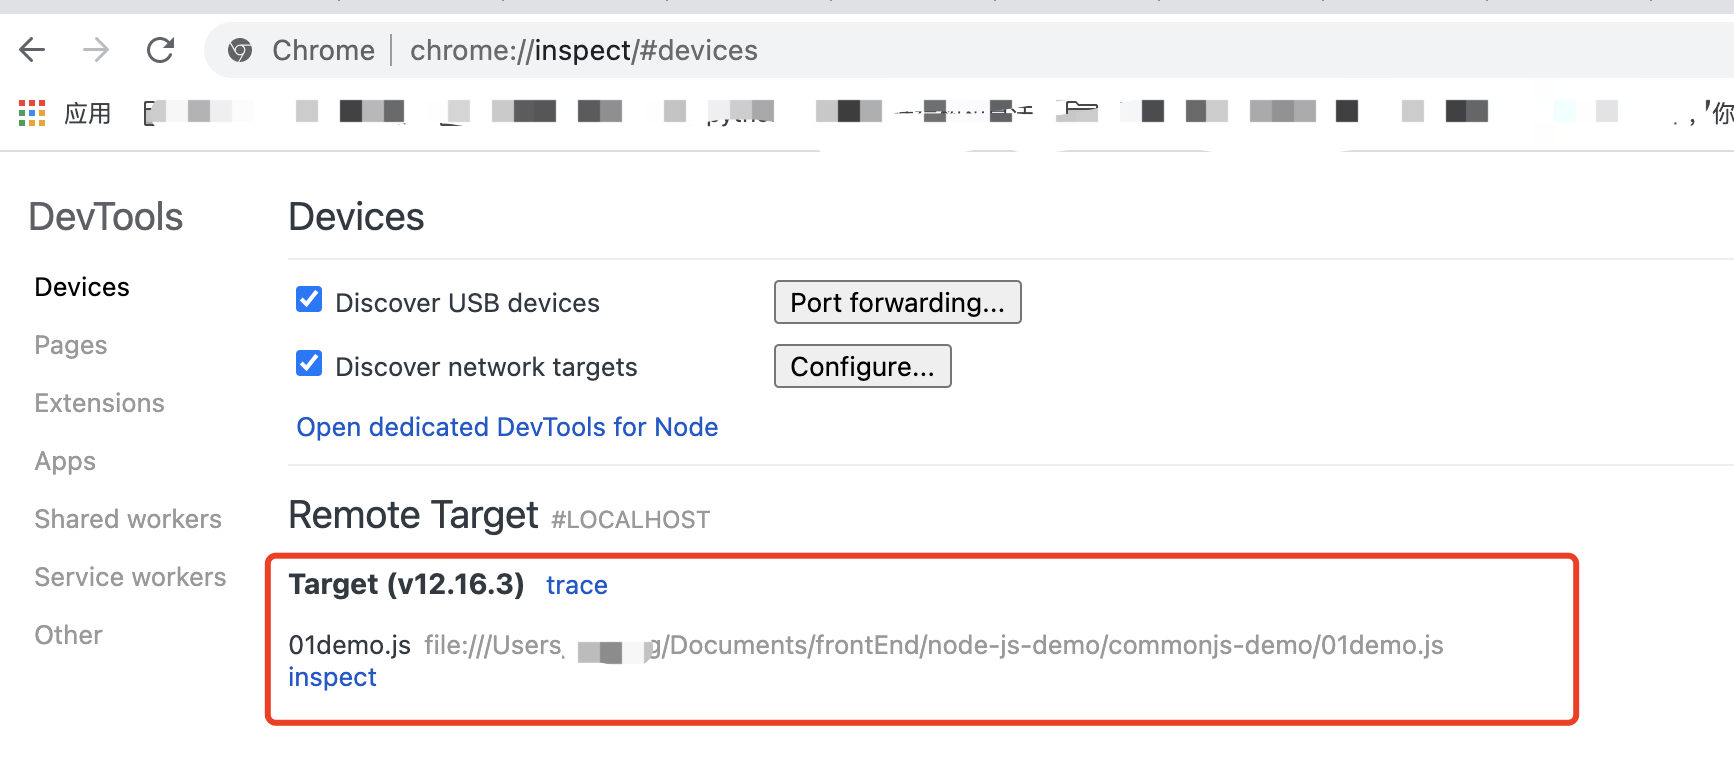 Chrome | chrome://inspect/#devices
应用
你
DevTools
Devices
Pages
Extensions
Apps
Shared workers
Service workers
Other
Devices
Discover USB devices
Port forwarding...
Discover network targets
Configure...
Open dedicated DevTools for Node
Remote Target #LOCALHOST
Target (v12.16.3) trace
01demo.js file:///Users g/Documents/frontEnd/node-js-demo/commonjs-demo/01demo.js
inspect